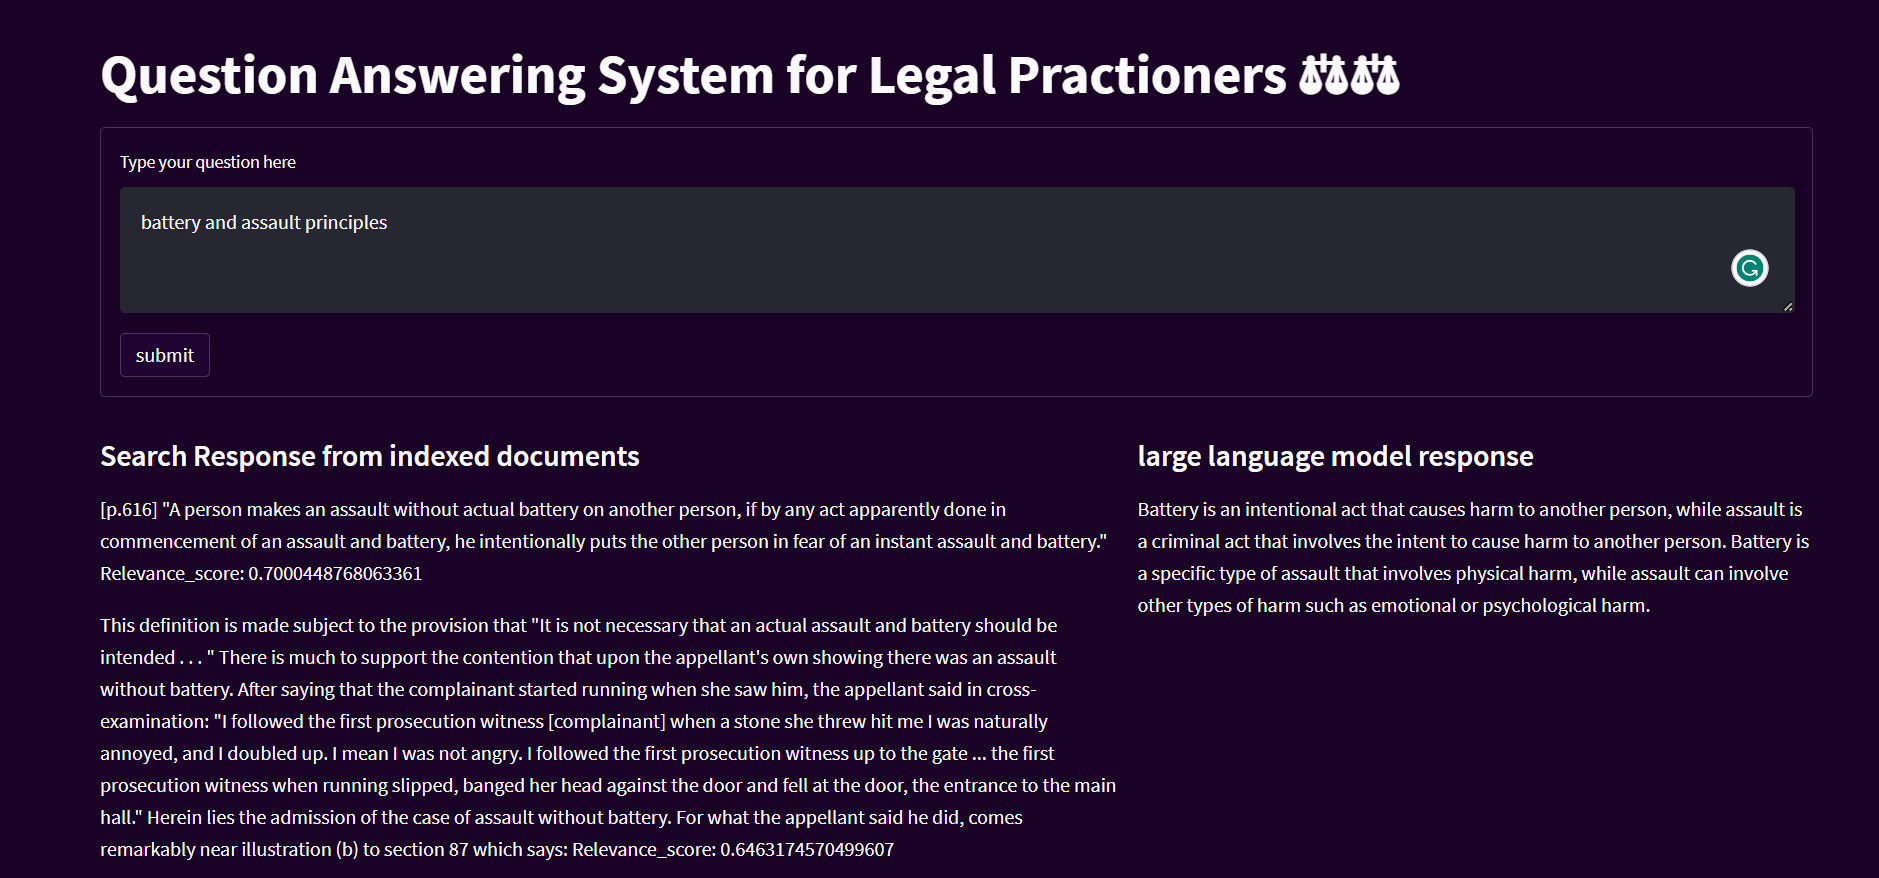 Question Answering System for Legal Practioners
Type your question here
battery and assault principles
submit
Search Response from indexed documents
[p.616] "A person makes an assault without actual battery on another person, if by any act apparently done in
commencement of an assault and battery, he intentionally puts the other person in fear of an instant assault and battery."
Relevance_score: 0.7000448768063361
This definition is made subject to the provision that "It is not necessary that an actual assault and battery should be
intended . . . " There is much to support the contention that upon the appellant's own showing there was an assault
without battery. After saying that the complainant started running when she saw him, the appellant said in cross-
examination: "I followed the first prosecution witness [complainant] when a stone she threw hit me I was naturally
annoyed, and I doubled up. I mean I was not angry. I followed the first prosecution witness up to the gate ... the first
prosecution witness when running slipped, banged her head against the door and fell at the door, the entrance to the main
hall." Herein lies the admission of the case of assault without battery. For what the appellant said he did, comes
remarkably near illustration (b) to section 87 which says: Relevance_score: 0.6463174570499607
large language model response
Battery is an intentional act that causes harm to another person, while assault is
a criminal act that involves the intent to cause harm to another person. Battery is
a specific type of assault that involves physical harm, while assault can involve
other types of harm such as emotional or psychological harm.